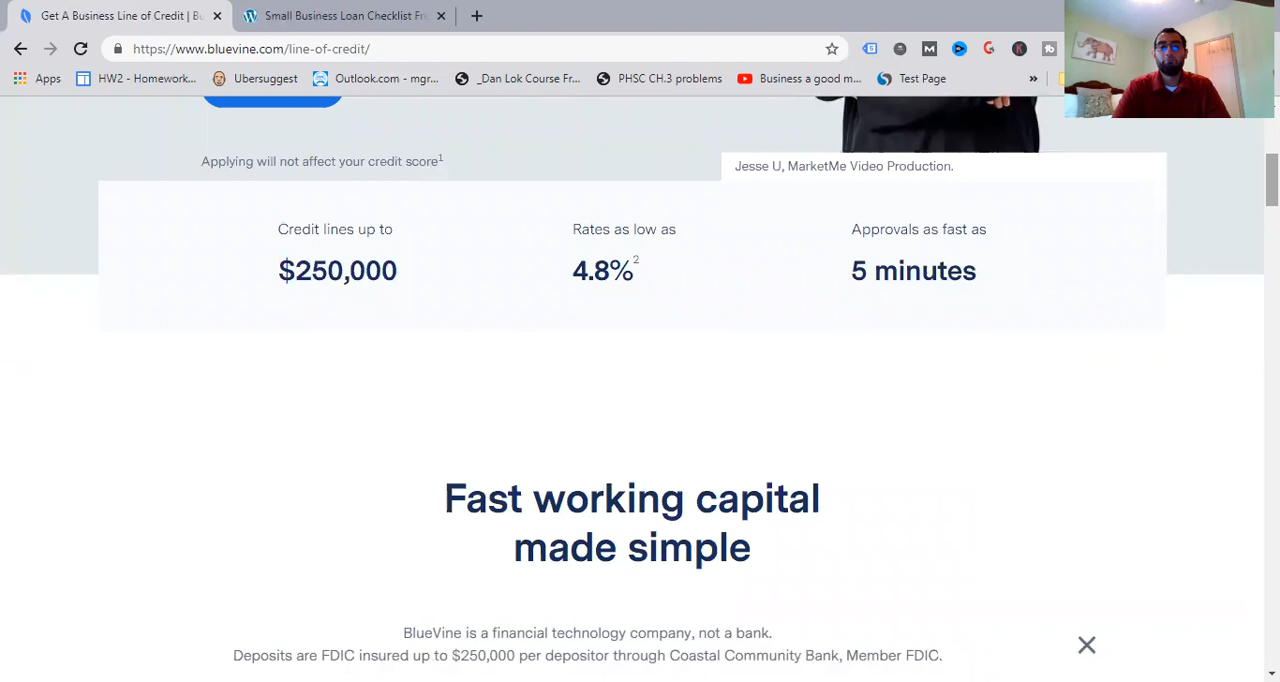 Get A Business Line of Credit | Bu
Small Business Loan Checklist Fr
https://www.bluevine.com/line-of-credit/
Apps
HW2 - Homework...
Ubersuggest
Outlook.com - mgr...
_Dan Lok Course Fr...
PHSC CH.3 problems
Business a good m...
Test Page
»
Applying will not affect your credit score1
Jesse U, MarketMe Video Production.
Credit lines up to
Rates as low as
Approvals as fast as
$250,000
4.8%2
5 minutes
Fast working capital
made simple
BlueVine is a financial technology company, not a bank.
Deposits are FDIC insured up to $250,000 per depositor through Coastal Community Bank, Member FDIC.